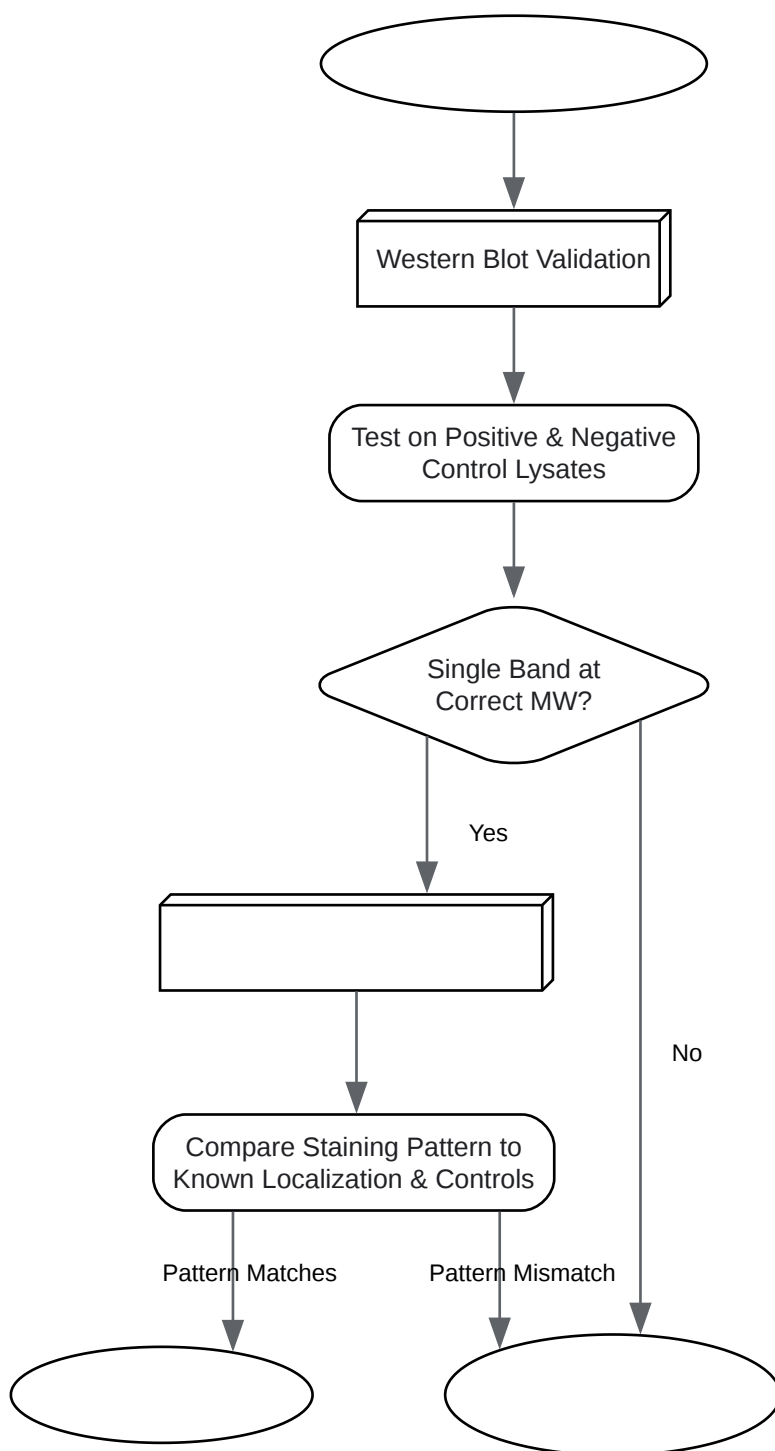 Western Blot Validation
Test on Positive & Negative
Control Lysates
Single Band at
Correct MW?
Yes
No
Compare Staining Pattern to
Known Localization & Controls
Pattern Matches
Pattern Mismatch